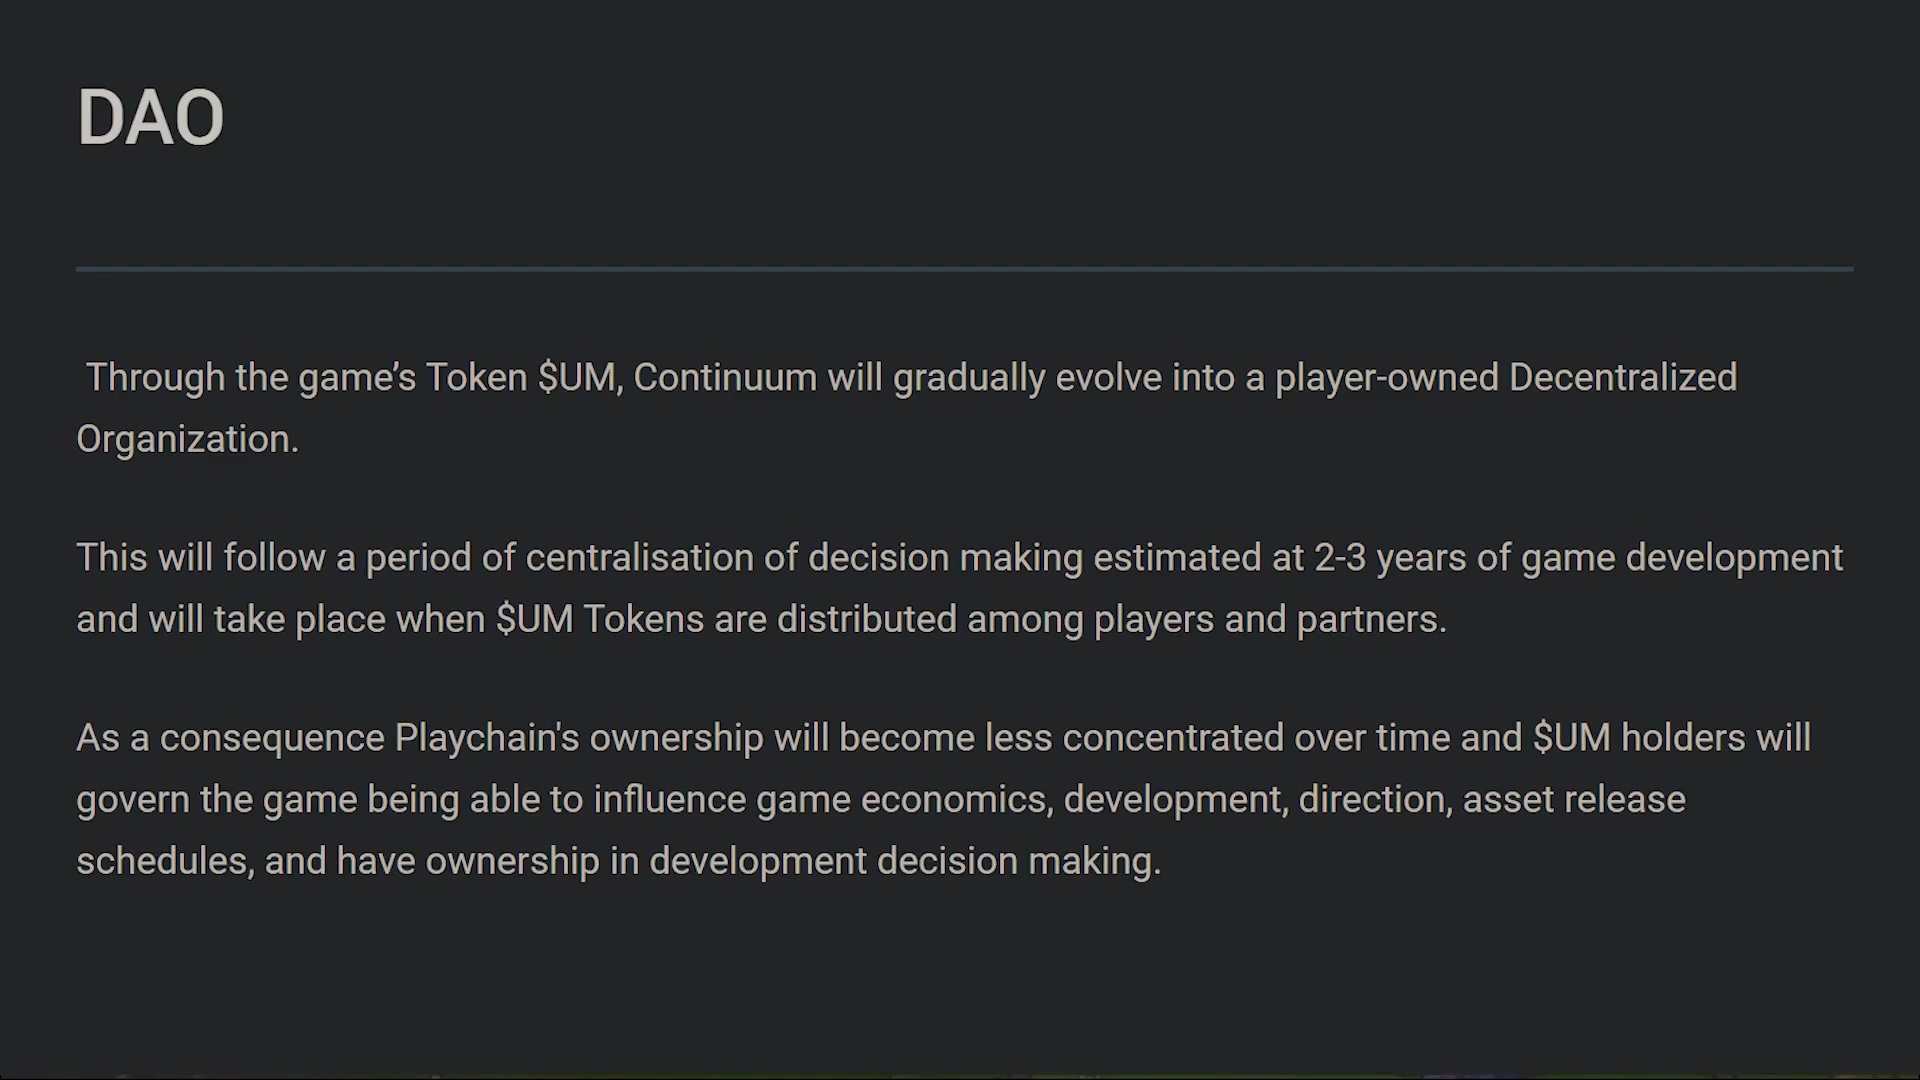 DAO
Through the game’s Token $UM, Continuum will gradually evolve into a player-owned Decentralized
Organization.
This will follow a period of centralisation of decision making estimated at 2-3 years of game development
and will take place when $UM Tokens are distributed among players and partners.
As a consequence Playchain's ownership will become less concentrated over time and $UM holders will
govern the game being able to influence game economics, development, direction, asset release
schedules, and have ownership in development decision making.